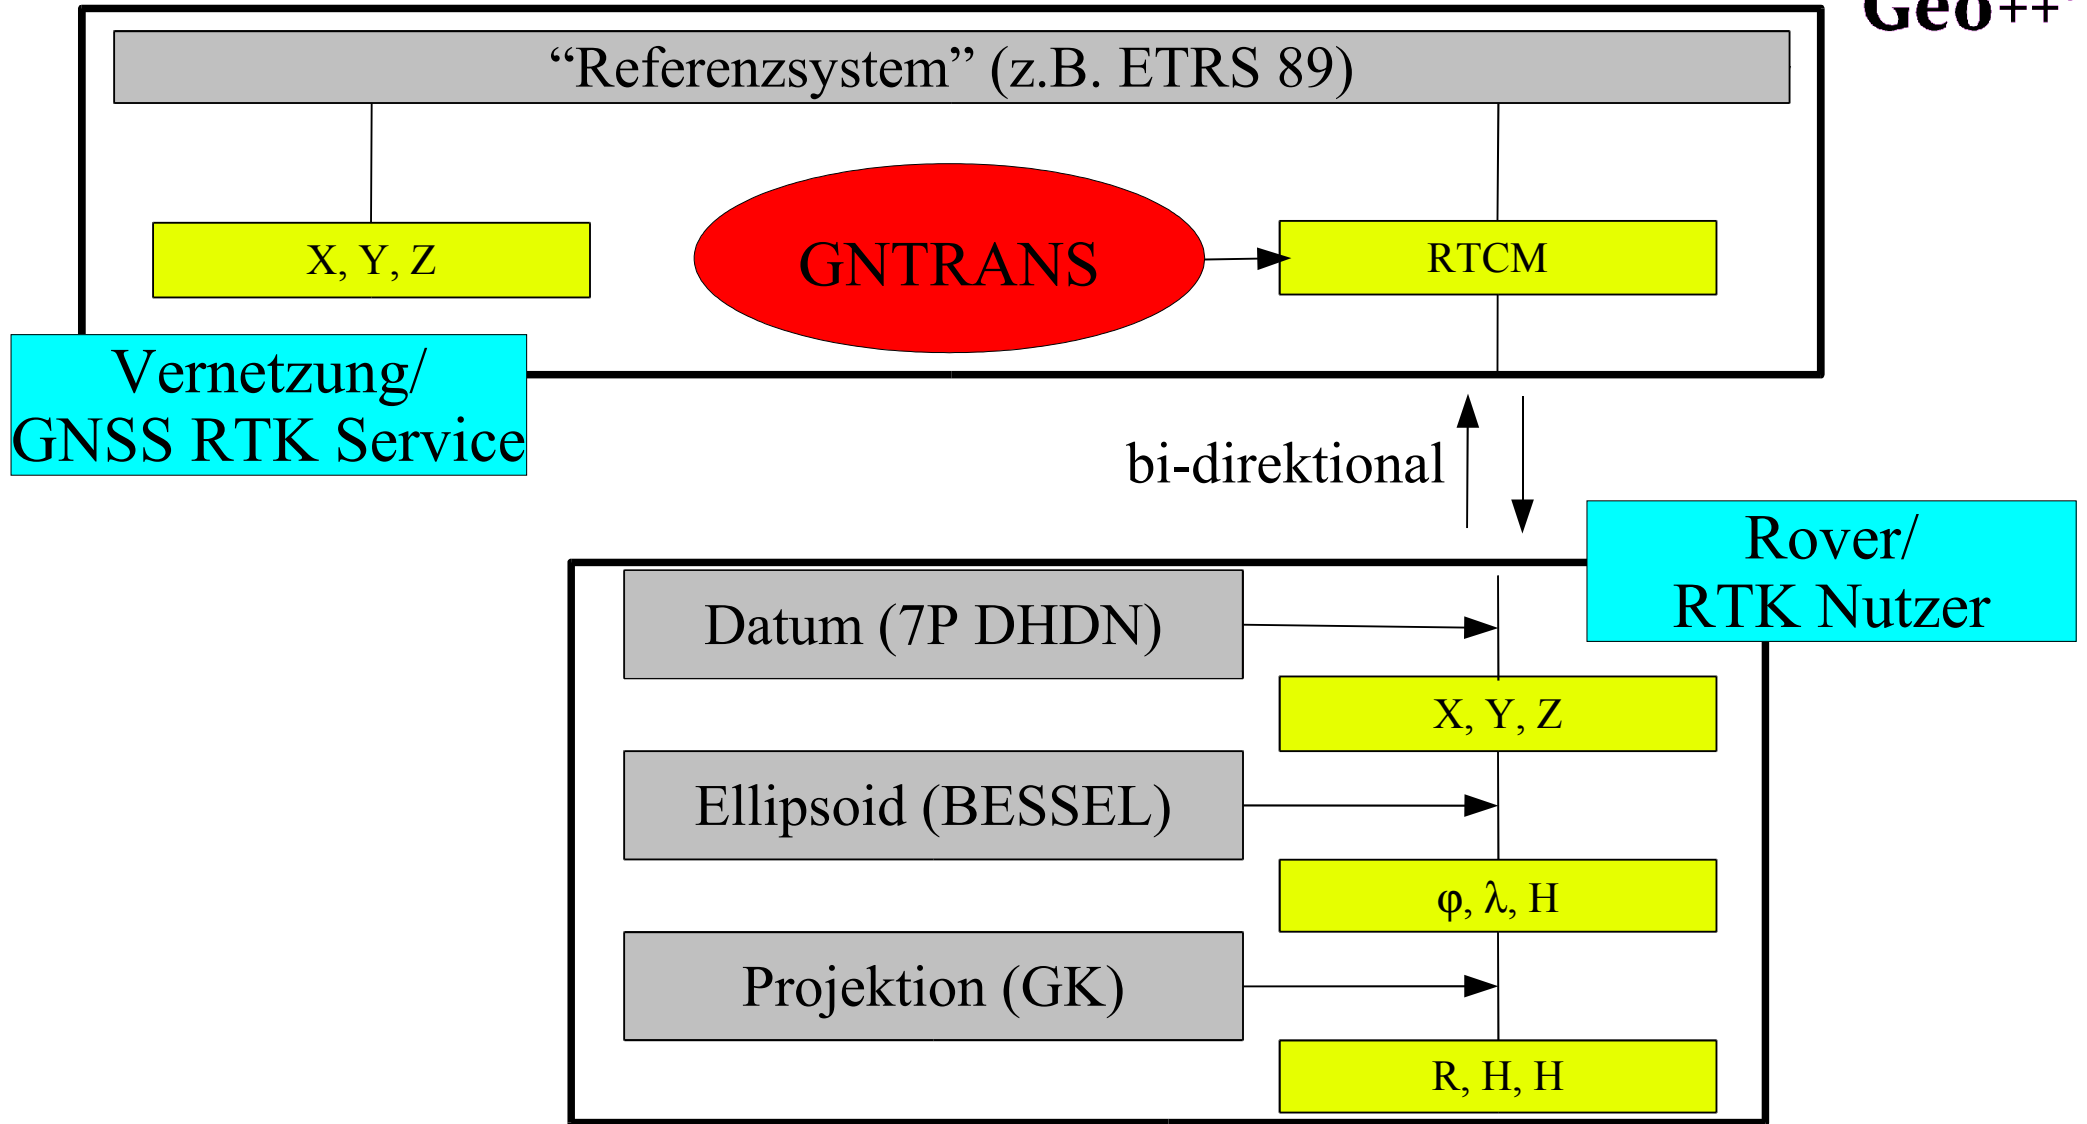 Geo++
“Referenzsystem” (z.B. ETRS 89)
X, Y, Z
GNTRANS
RTCM
Vernetzung/
GNSS RTK Service
bi-direktional
Rover/
RTK Nutzer
Datum (7P DHDN)
X, Y, Z
Ellipsoid (BESSEL)
φ, λ, H
Projektion (GK)
R, H, H